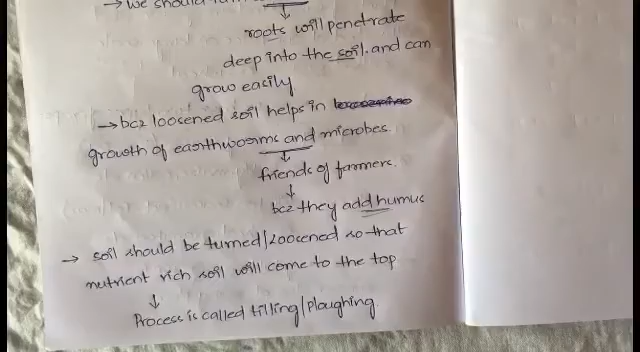 → we should
↓
roots will penetrate
deep into the soil. and can
grow easily
→ bcz loosened soil helps in
growth of earthworms and microbes.
↓
friends of farmers.
↓
bcz they add humus
→ soil should be turned/loosened so that
nutrient rich soil will come to the top
↓
Process is called tilling/ploughing.